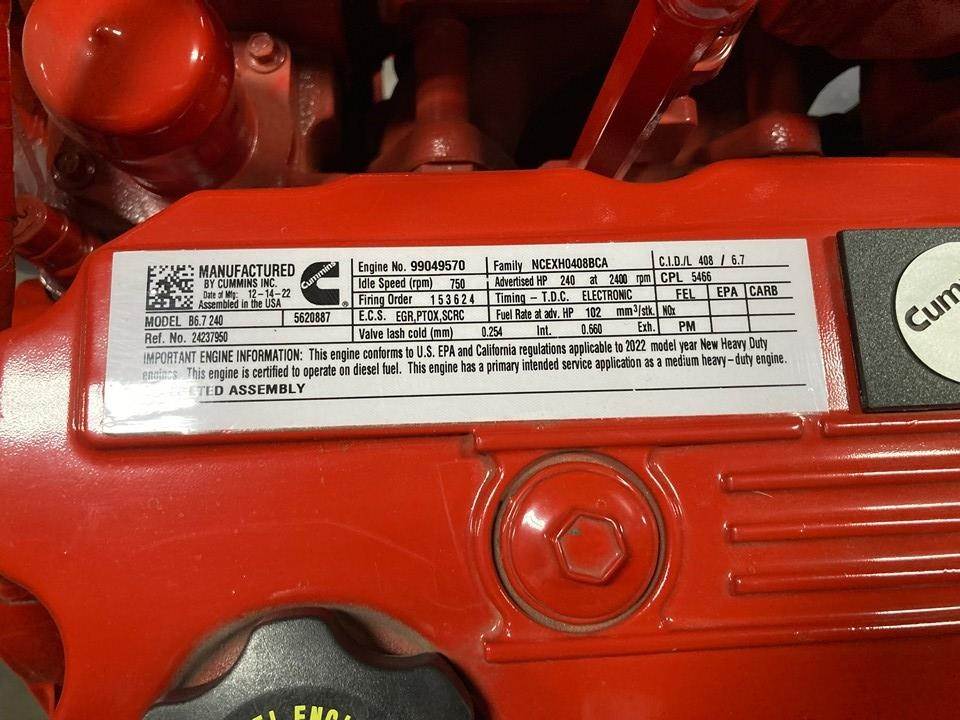 MANUFACTURED
BY CUMMINS INC.
Date of Mfg: 12-14-22
Assembled in the USA
Cummins
MODEL B6.7 240 5620887
Ref. No. 24237950
Engine No. 99049570 Family NCEXH0408BCA C.I.D./L 408 / 6.7
Idle Speed (rpm) 750 Advertised HP 240 at 2400 rpm CPL 5466
Firing Order 1 5 3 6 2 4 Timing - T.D.C. ELECTRONIC FEL EPA CARB
E.C.S. EGR,PTOX,SCRC Fuel Rate at adv. HP 102 mm³/stk. NOx
Valve lash cold (mm) 0.254 Int. 0.660 Exh. PM
IMPORTANT ENGINE INFORMATION: This engine conforms to U.S. EPA and California regulations applicable to 2022 model year New Heavy Duty
engines. This engine is certified to operate on diesel fuel. This engine has a primary intended service application as a medium heavy-duty engine.
ASSEMBLY
Cum